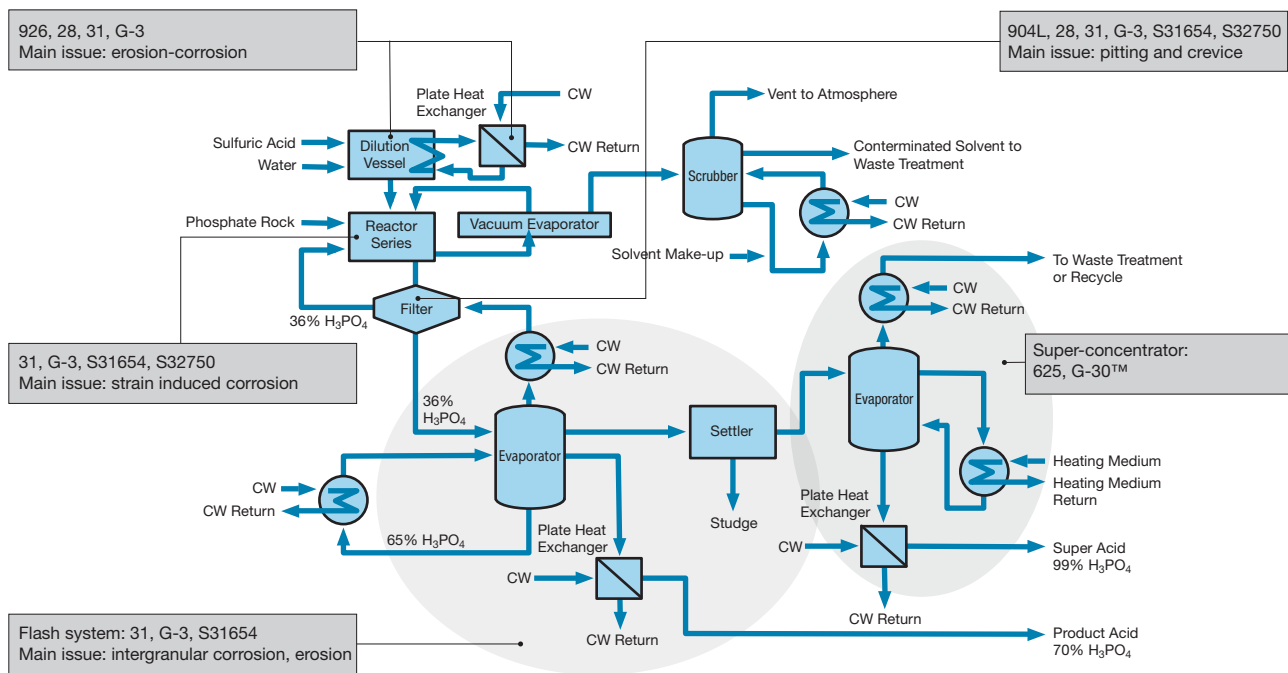 926, 28, 31, G-3
Main issue: erosion-corrosion
904L, 28, 31, G-3, S31654, S32750
Main issue: pitting and crevice
Plate Heat
Exchanger
CW
CW Return
Sulfuric Acid
Water
Dilution
Vessel
Vent to Atmosphere
Scrubber
Conterminated Solvent to
Waste Treatment
CW
CW Return
Phosphate Rock
Reactor
Series
Vacuum Evaporator
Solvent Make-up
To Waste Treatment
or Recycle
CW
CW Return
Filter
36% H₃PO₄
31, G-3, S31654, S32750
Main issue: strain induced corrosion
CW
CW Return
Super-concentrator:
625, G-30™
36%
H₃PO₄
Evaporator
Settler
Evaporator
CW
CW Return
65% H₃PO₄
Studge
Heating Medium
Heating Medium
Return
Plate Heat
Exchanger
CW
CW Return
Plate Heat
Exchanger
CW
CW Return
Super Acid
99% H₃PO₄
Product Acid
70% H₃PO₄
Flash system: 31, G-3, S31654
Main issue: intergranular corrosion, erosion